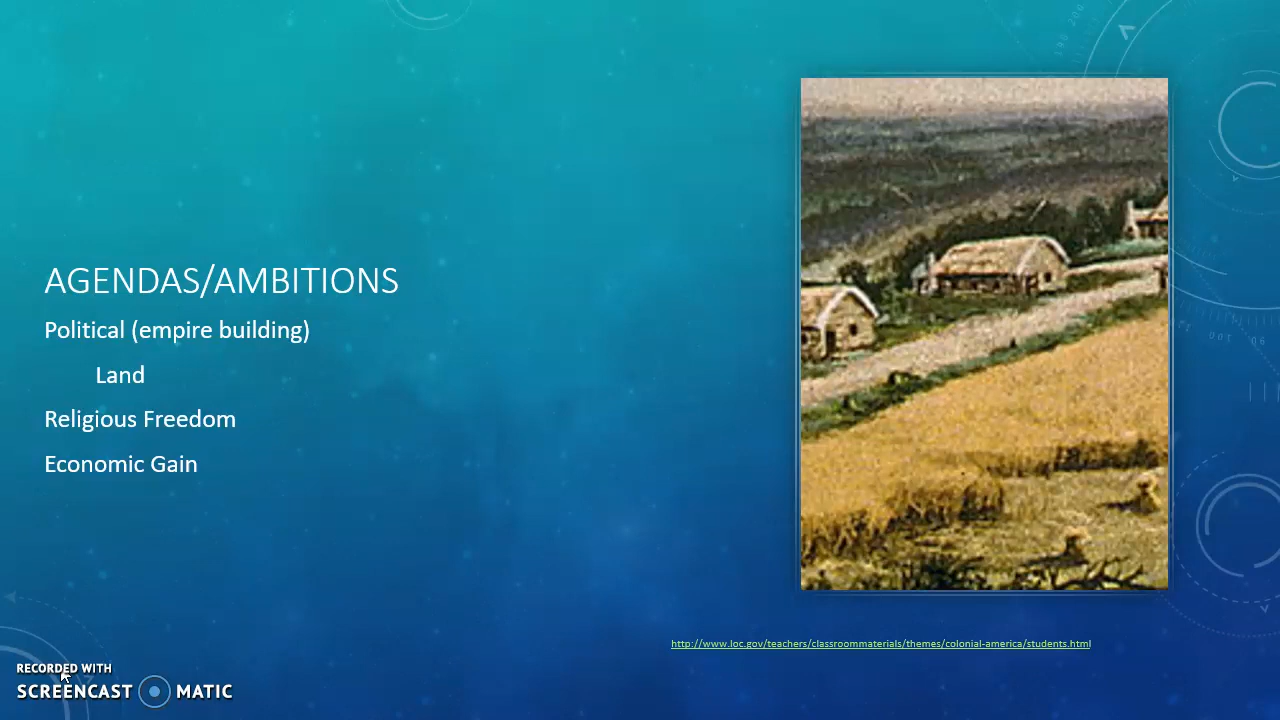 AGENDAS/AMBITIONS
Political (empire building)
Land
Religious Freedom
Economic Gain
http://www.loc.gov/teachers/classroommaterials/themes/colonial-america/students.html
RECORDED WITH
SCREENCAST MATIC